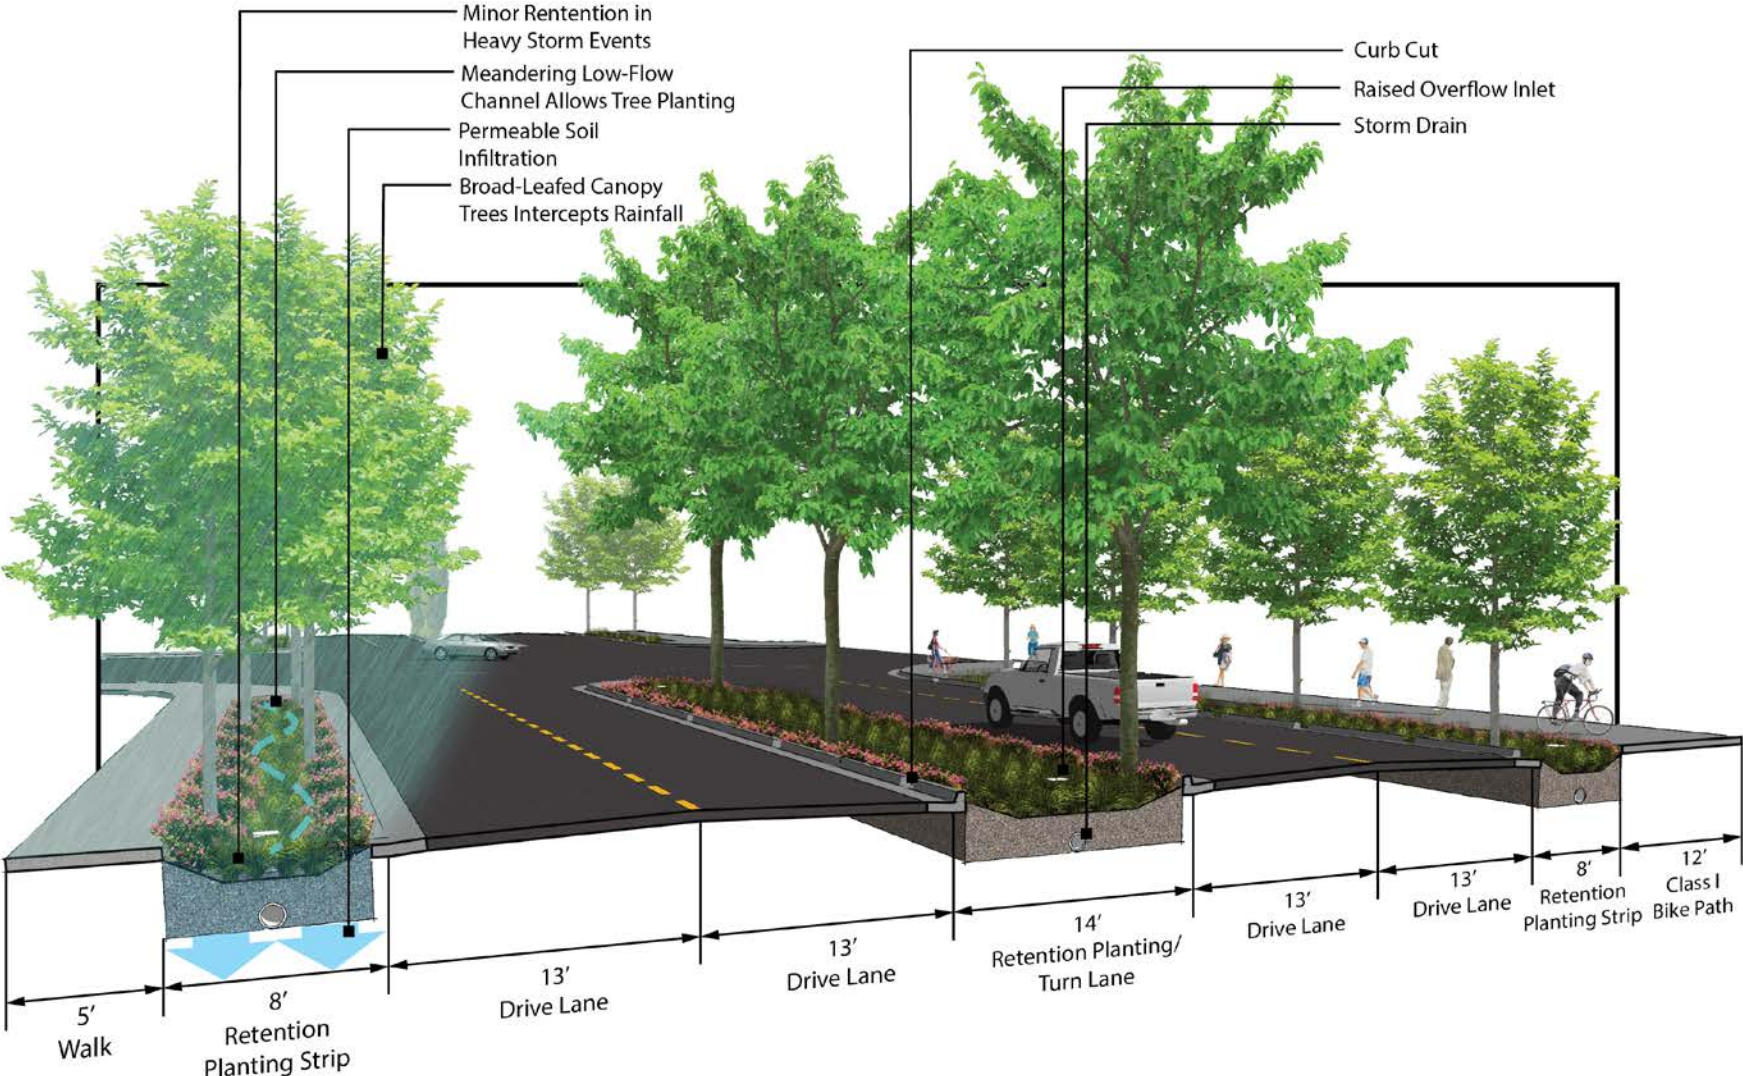 Minor Rentention in
Heavy Storm Events
Meandering Low-Flow
Channel Allows Tree Planting
Permeable Soil
Infiltration
Broad-Leafed Canopy
Trees Intercepts Rainfall
Curb Cut
Raised Overflow Inlet
Storm Drain
5’
Walk
8’
Retention
Planting Strip
13’
Drive Lane
13’
Drive Lane
14’
Retention Planting/
Turn Lane
13’
Drive Lane
13’
Drive Lane
8’
Retention
Planting Strip
12’
Class I
Bike Path